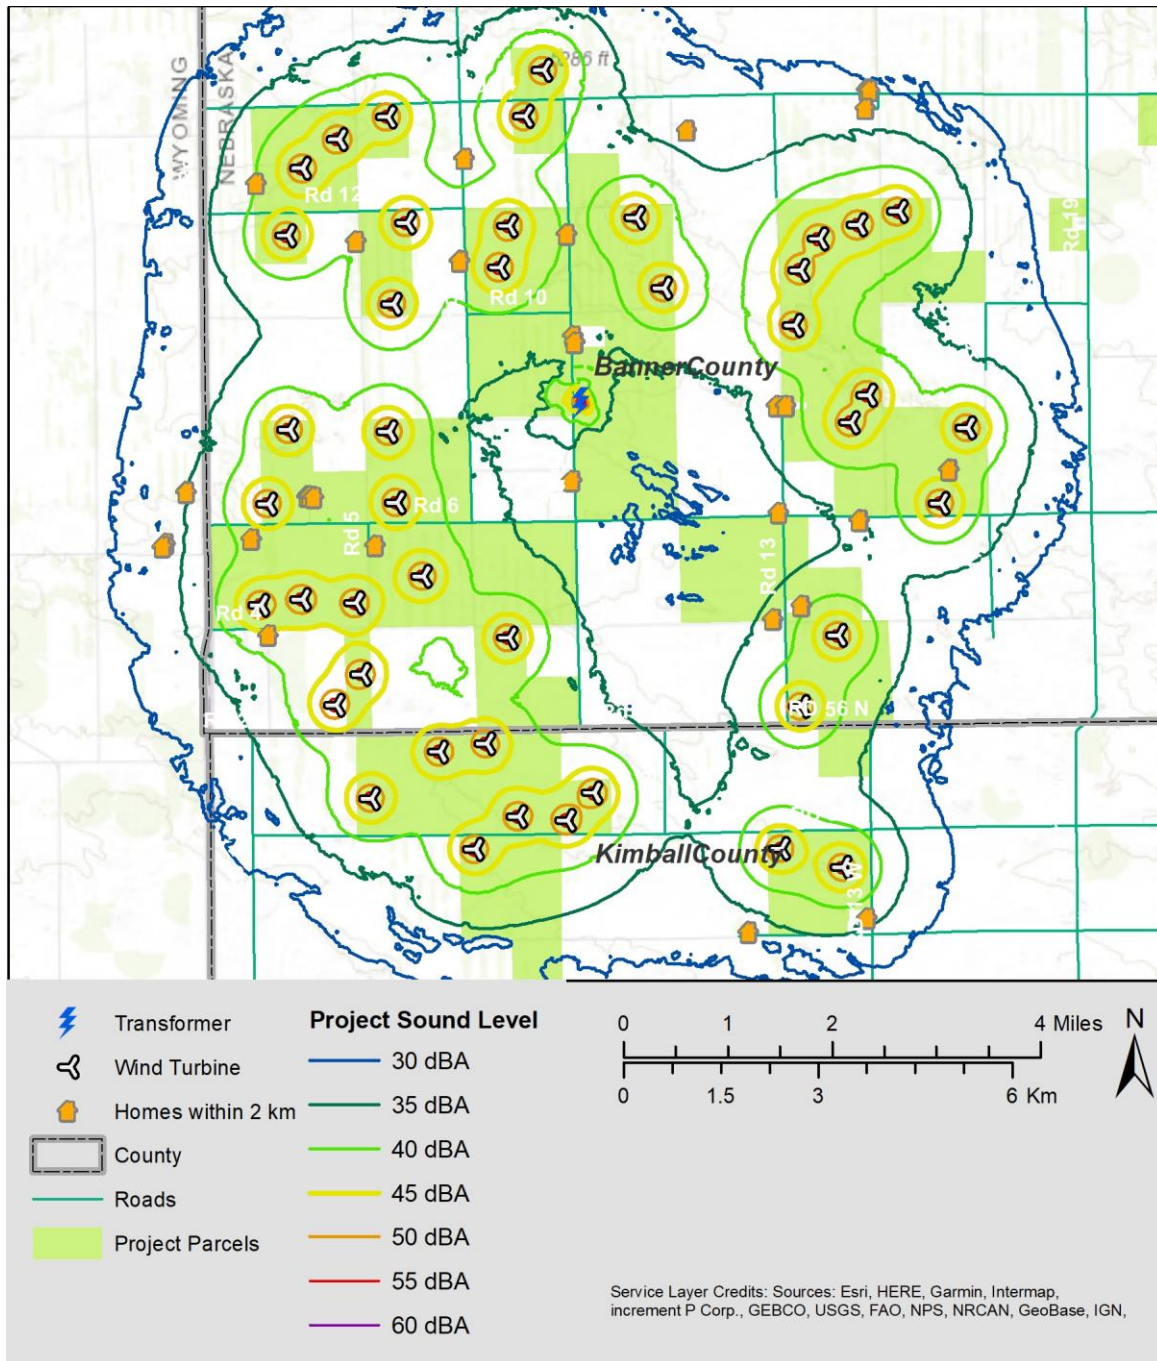 286 ft
WYOMING
NEBRASKA
Rd 12
Rd 19
Rd 10
BannerCounty
Rd 6
Rd 5
Rd 13
Rd 4
RD 56 N
KimballCounty
Transformer
Wind Turbine
Homes within 2 km
County
Roads
Project Parcels
Project Sound Level
30 dBA
35 dBA
40 dBA
45 dBA
50 dBA
55 dBA
60 dBA
0 1 2 4 Miles
0 1.5 3 6 Km
N
Service Layer Credits: Sources: Esri, HERE, Garmin, Intermap,
increment P Corp., GEBCO, USGS, FAO, NPS, NRCAN, GeoBase, IGN,